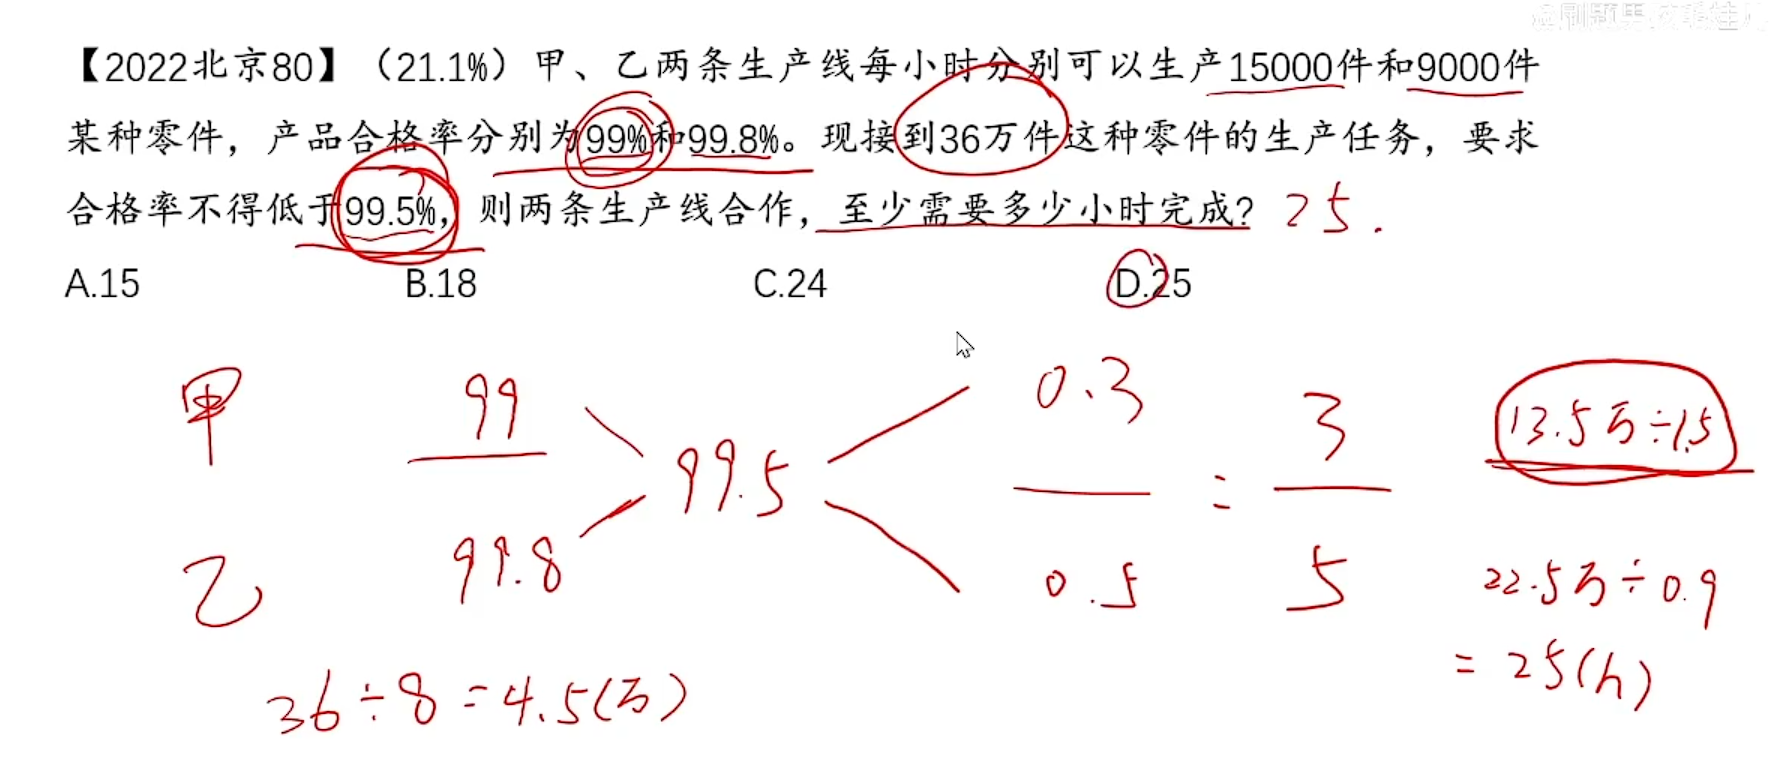 【2022北京80】（21.1%）甲、乙两条生产线每小时分别可以生产15000件和9000件
某种零件，产品合格率分别为99%和99.8%。现接到36万件这种零件的生产任务，要求
合格率不得低于99.5%，则两条生产线合作，至少需要多少小时完成? 25.
A.15 B.18 C.24 D.25
甲 99 0.3 3 13.5万÷1.5
99.5 =
乙 99.8 0.5 5 22.5万÷0.9
= 25(h)
36÷8=4.5(万)